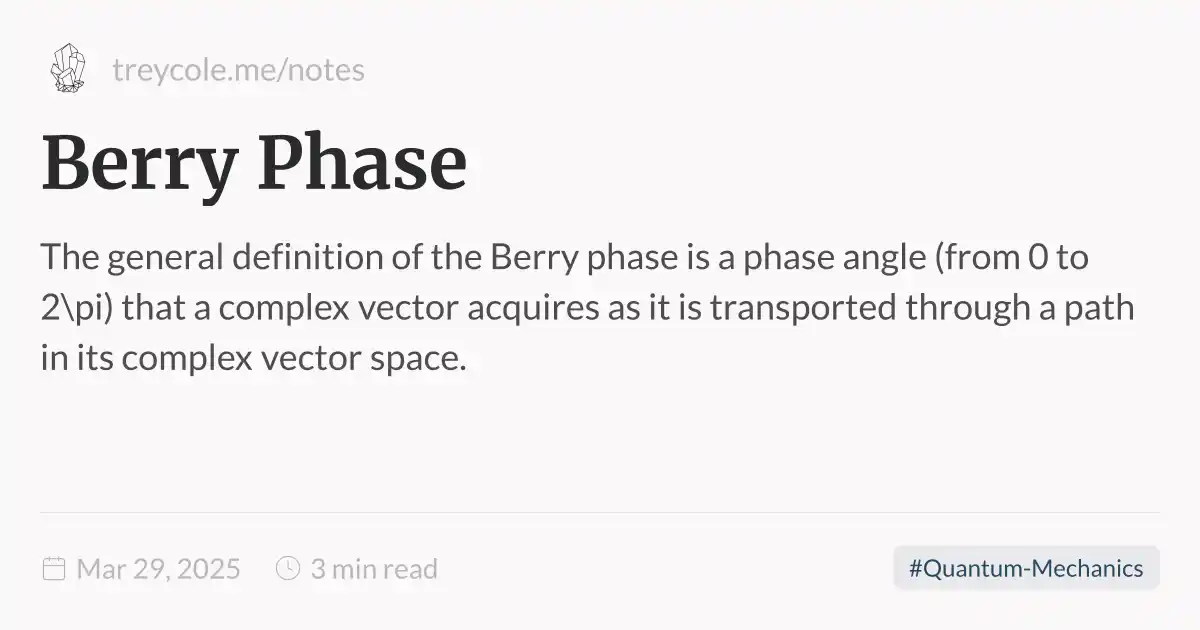 treycole.me/notes
Berry Phase
The general definition of the Berry phase is a phase angle (from 0 to
2\pi) that a complex vector acquires as it is transported through a path
in its complex vector space.
Mar 29, 2025 3 min read #Quantum-Mechanics